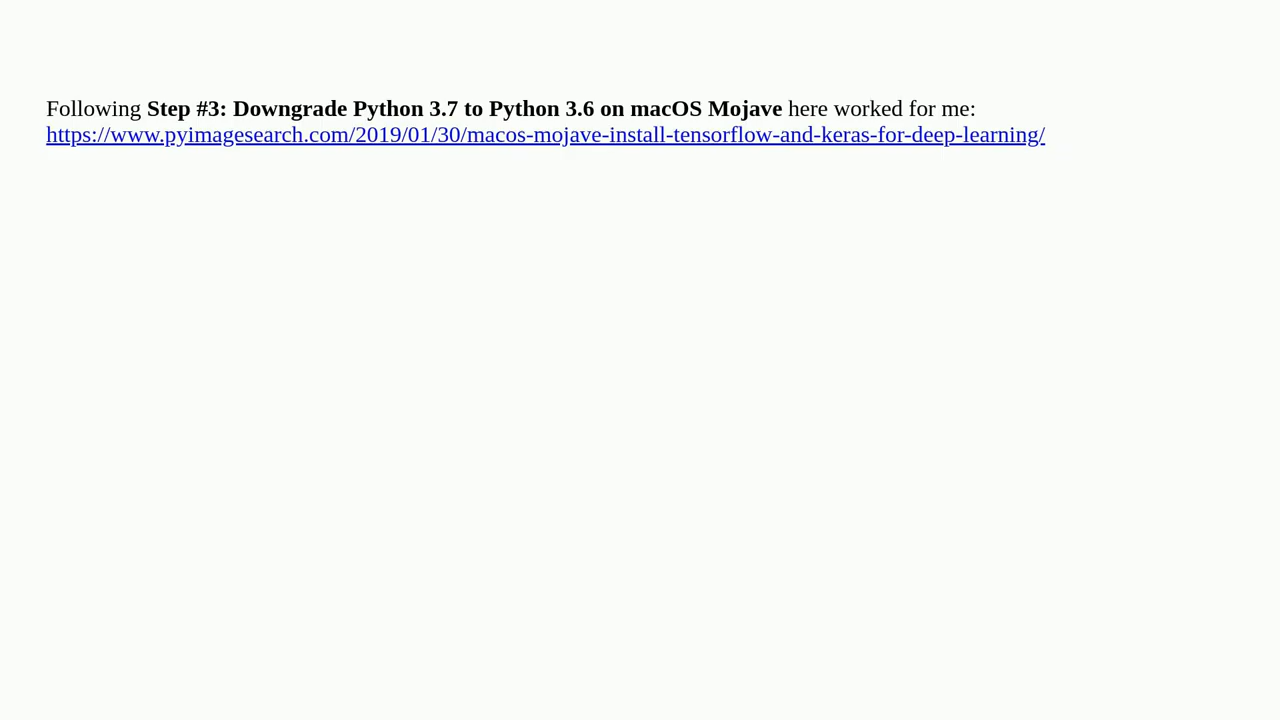 Following Step #3: Downgrade Python 3.7 to Python 3.6 on macOS Mojave here worked for me:
https://www.pyimagesearch.com/2019/01/30/macos-mojave-install-tensorflow-and-keras-for-deep-learning/